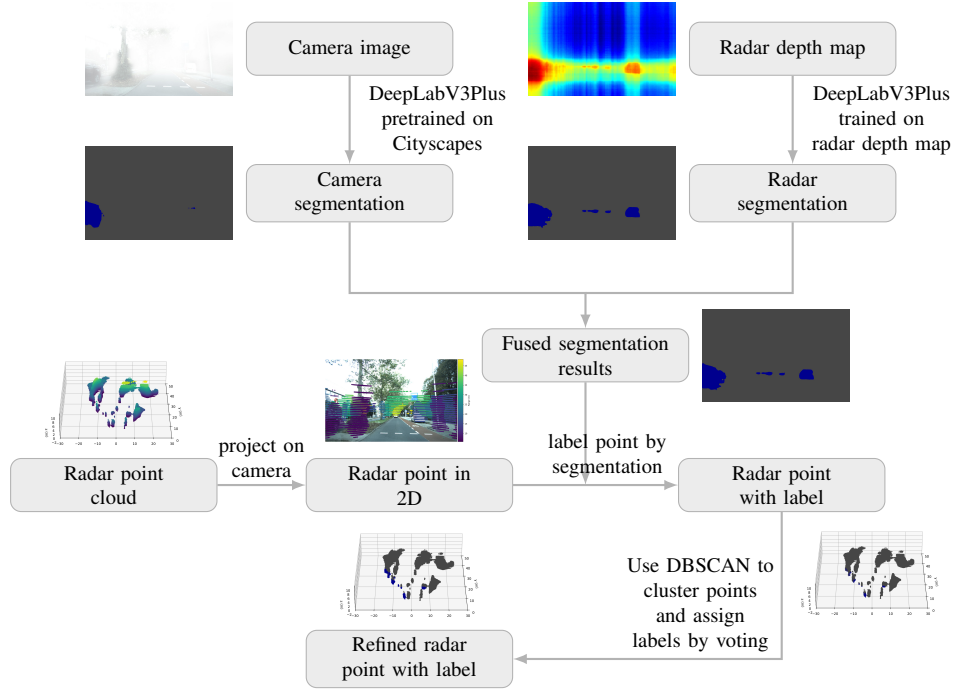 Camera image
Radar depth map
DeepLabV3Plus
pretrained on
Cityscapes
DeepLabV3Plus
trained on
radar depth map
Camera
segmentation
Radar
segmentation
Fused segmentation
results
project on
camera
label point by
segmentation
Radar point
cloud
Radar point in
2D
Radar point
with label
Use DBSCAN to
cluster points
and assign
labels by voting
Refined radar
point with label